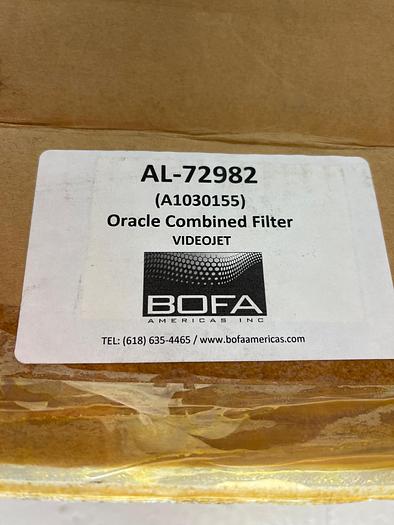 AL-72982
(A1030155)
Oracle Combined Filter
VIDEOJET
BOFA
AMERICAS INC
TEL: (618) 635-4465 / www.bofaamericas.com